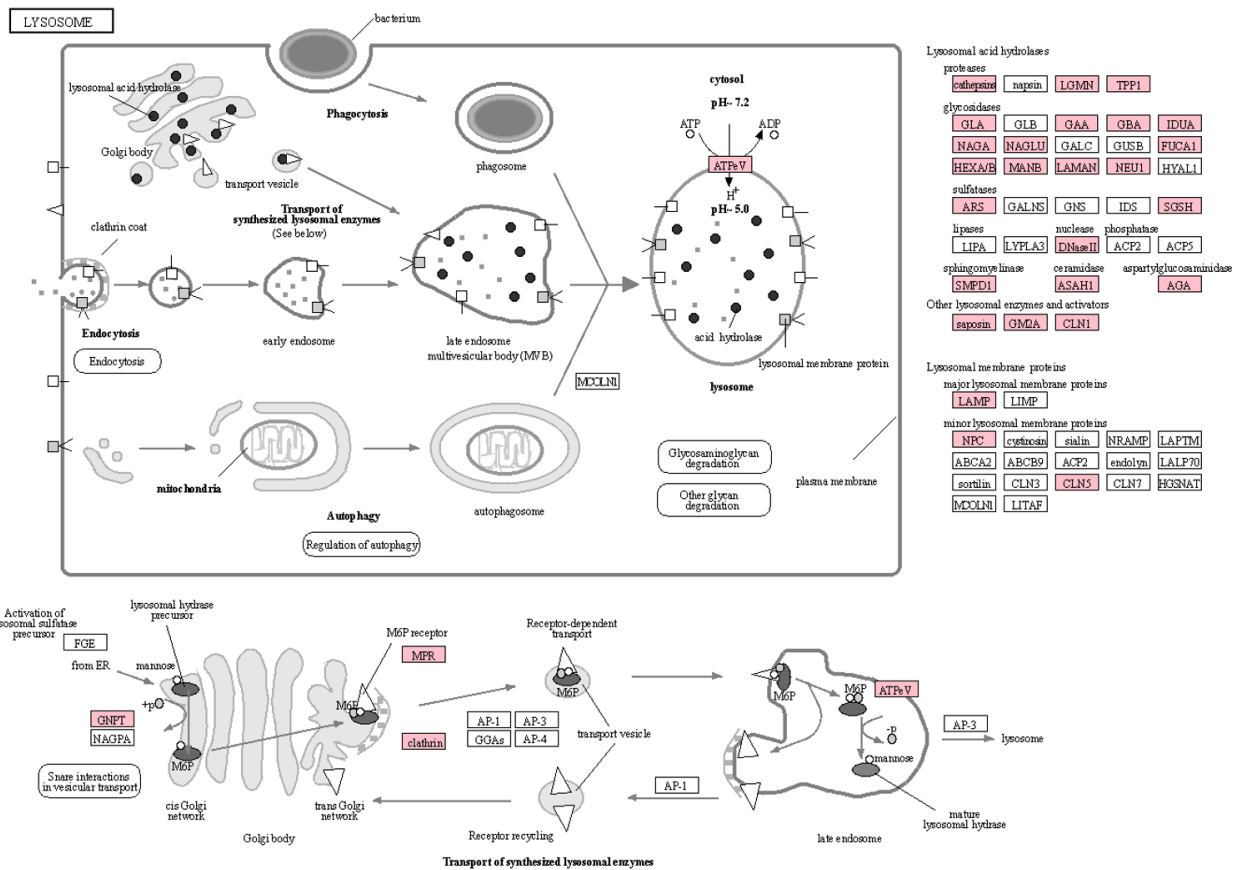 LYSOSOME
bacterium
lysosomal acid hydrolase
Phagocytosis
Golgi body
transport vesicle
phagosome
cytosol
pH~ 7.2
ATP
ADP
ATPeV
H+
pH~ 5.0
Transport of
synthesized lysosomal enzymes
(See below)
clathrin coat
Endocytosis
Endocytosis
early endosome
late endosome
multivesicular body (MVB)
acid hydrolase
lysosomal membrane protein
MCOLN1
lysosome
mitochondria
Autophagy
Regulation of autophagy
autophagosome
Glycosaminoglycan
degradation
Other glycan
degradation
plasma membrane
Lysosomal acid hydrolases
proteases
cathepsins napsin LGMN TPP1
glycosidases
GLA GLB GAA GBA IDUA
NAGA NAGLU GALC GUSB FUCA1
HEXA/B MANB LAMAN NEU1 HYAL1
sulfatases
ARS GALNS GNS IDS SGSH
lipases nuclease phosphatase
LIPA LYPLA3 DNaseII ACP2 ACP5
sphingomyelinase ceramidase aspartylglucosaminidase
SMPD1 ASAH1 AGA
Other lysosomal enzymes and activators
saposin GM2A CLN1
Lysosomal membrane proteins
major lysosomal membrane proteins
LAMP LIMP
minor lysosomal membrane proteins
NPC cystinosin sialin NRAMP LAPTM
ABCA2 ABCB9 ACP2 endolyn LALP70
sortilin CLN3 CLN5 CLN7 HGSNAT
MCOLN1 LITAF
Activation of
osomal sulfatase
precursor
FGE
from ER
lysosomal hydrase
precursor
mannose
+p
GNPT
NAGPA
M6P
Snare interactions
in vesicular transport
cis Golgi
network
Golgi body
trans Golgi
network
M6P receptor
MPR
M6P
clathrin
AP-1 AP-3
GGAs AP-4
Receptor-dependent
transport
M6P
transport vesicle
Receptor recycling
AP-1
M6P
M6P
ATPeV
-p
mannose
AP-3
lysosome
mature
lysosomal hydrase
late endosome
Transport of synthesized lysosomal enzymes